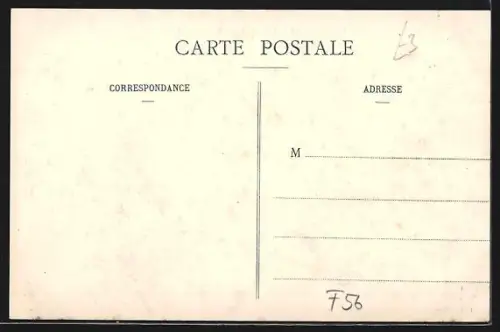 CARTE POSTALE
CORRESPONDANCE
ADRESSE
M
F56